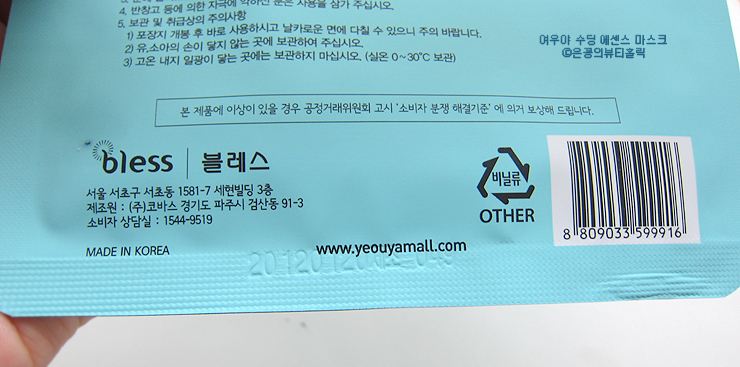 4. 반창고 등에 의한 자극에 약하신 분은 사용을 삼가 주십시오.
5. 보관 및 취급상의 주의사항
1) 포장지 개봉 후 바로 사용하시고 날카로운 면에 다칠 수 있으니 주의 바랍니다.
2) 유,소아의 손이 닿지 않는 곳에 보관하여 주십시오.
3) 고온 내지 일광이 닿는 곳에는 보관하지 마십시오. (실온 0~30℃ 보관)
여우야 수딩 에센스 마스크
©은콩의뷰티홀릭
본 제품에 이상이 있을 경우 공정거래위원회 고시 '소비자 분쟁 해결기준' 에 의거 보상해 드립니다.
bless | 블레스
서울 서초구 서초동 1581-7 세현빌딩 3층
제조원 : (주)코바스 경기도 파주시 검산동 91-3
소비자 상담실 : 1544-9519
비닐류
OTHER
8 809033 599916
MADE IN KOREA
www.yeouyamall.com
20120120